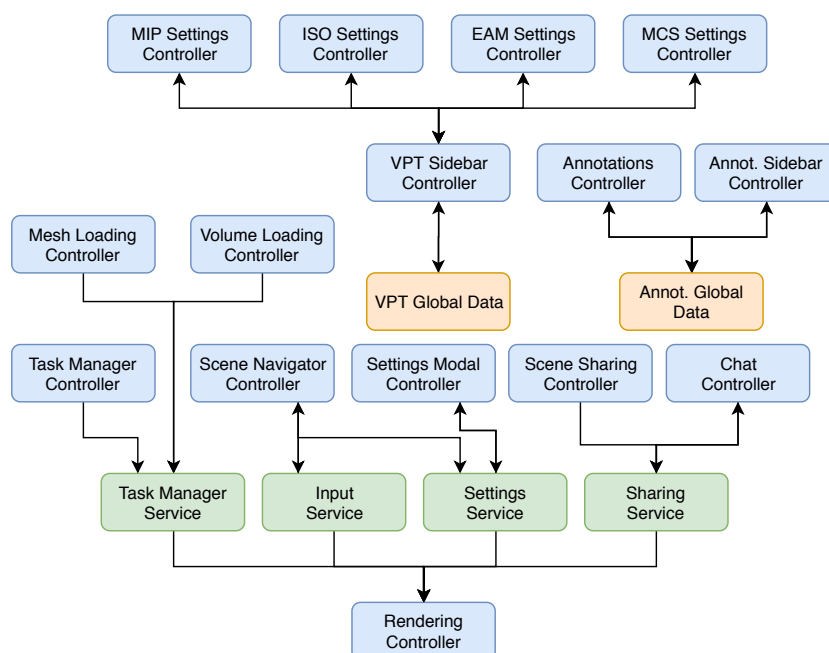 MIP Settings
Controller
ISO Settings
Controller
EAM Settings
Controller
MCS Settings
Controller
VPT Sidebar
Controller
Annotations
Controller
Annot. Sidebar
Controller
Mesh Loading
Controller
Volume Loading
Controller
VPT Global Data
Annot. Global
Data
Task Manager
Controller
Scene Navigator
Controller
Settings Modal
Controller
Scene Sharing
Controller
Chat
Controller
Task Manager
Service
Input
Service
Settings
Service
Sharing
Service
Rendering
Controller